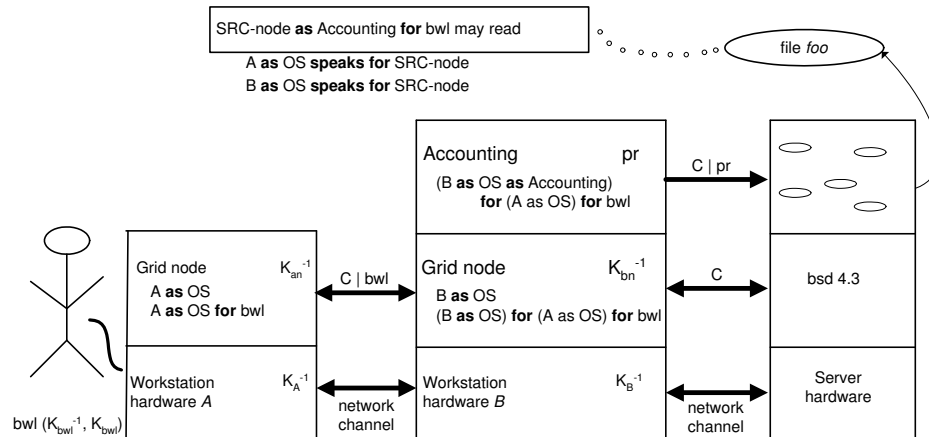 SRC-node as Accounting for bwl may read
file foo
A as OS speaks for SRC-node
B as OS speaks for SRC-node
Accounting pr
C | pr
(B as OS as Accounting)
for (A as OS) for bwl
Grid node K_an^-1
C | bwl
Grid node K_bn^-1
C
bsd 4.3
A as OS
A as OS for bwl
B as OS
(B as OS) for (A as OS) for bwl
Workstation
hardware A
K_A^-1
network
channel
Workstation
hardware B
K_B^-1
network
channel
Server
hardware
bwl (K_bwl^-1, K_bwl)